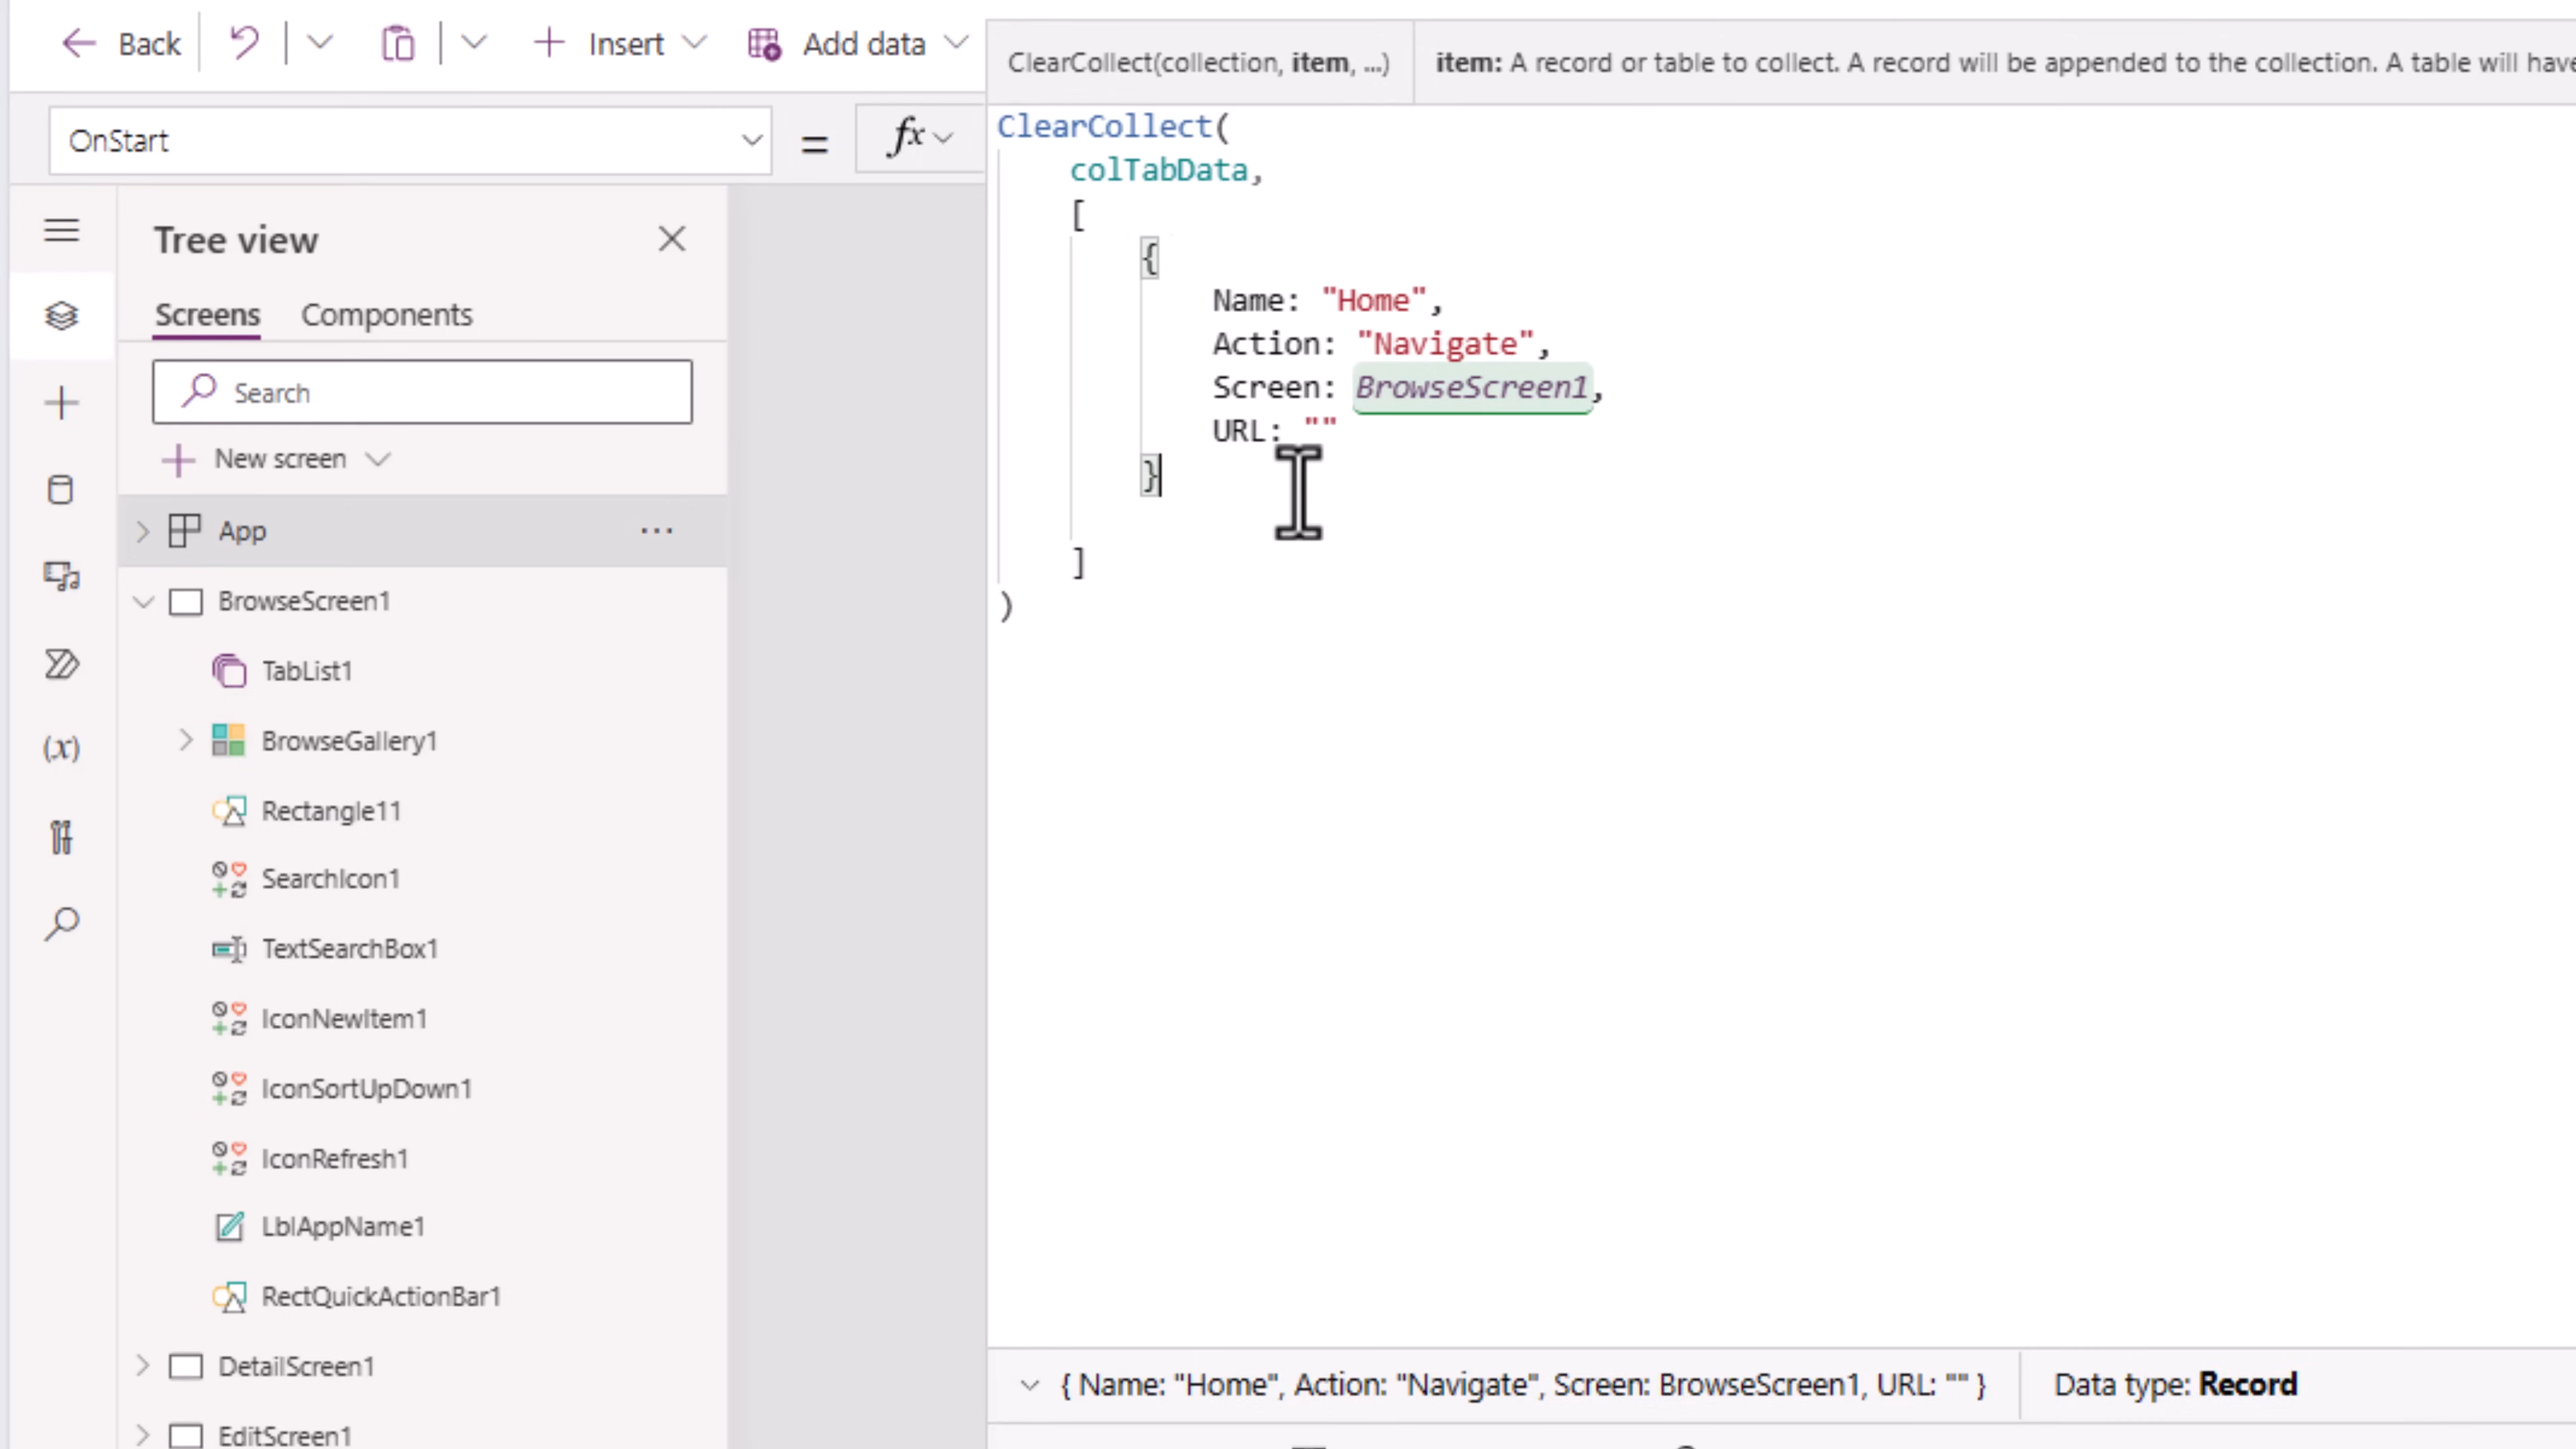 Back
Insert
Add data
ClearCollect(collection, item, ...)
item: A record or table to collect. A record will be appended to the collection. A table will have
OnStart
=
fx
ClearCollect(
colTabData,
[
{
Name: "Home",
Action: "Navigate",
Screen: BrowseScreen1,
URL: ""
}
]
)
Tree view
Screens
Components
Search
New screen
App
...
BrowseScreen1
TabList1
BrowseGallery1
Rectangle11
SearchIcon1
TextSearchBox1
IconNewItem1
IconSortUpDown1
IconRefresh1
LblAppName1
RectQuickActionBar1
DetailScreen1
EditScreen1
(x)
{ Name: "Home", Action: "Navigate", Screen: BrowseScreen1, URL: "" }
Data type: Record